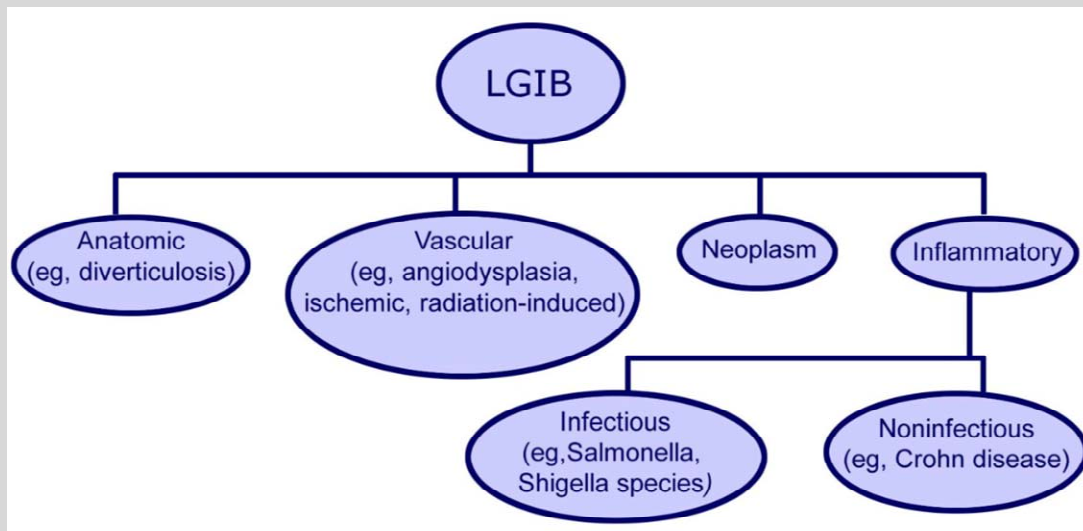 LGIB
Anatomic
(eg, diverticulosis)
Vascular
(eg, angiodysplasia,
ischemic, radiation-induced)
Neoplasm
Inflammatory
Infectious
(eg,Salmonella,
Shigella species)
Noninfectious
(eg, Crohn disease)